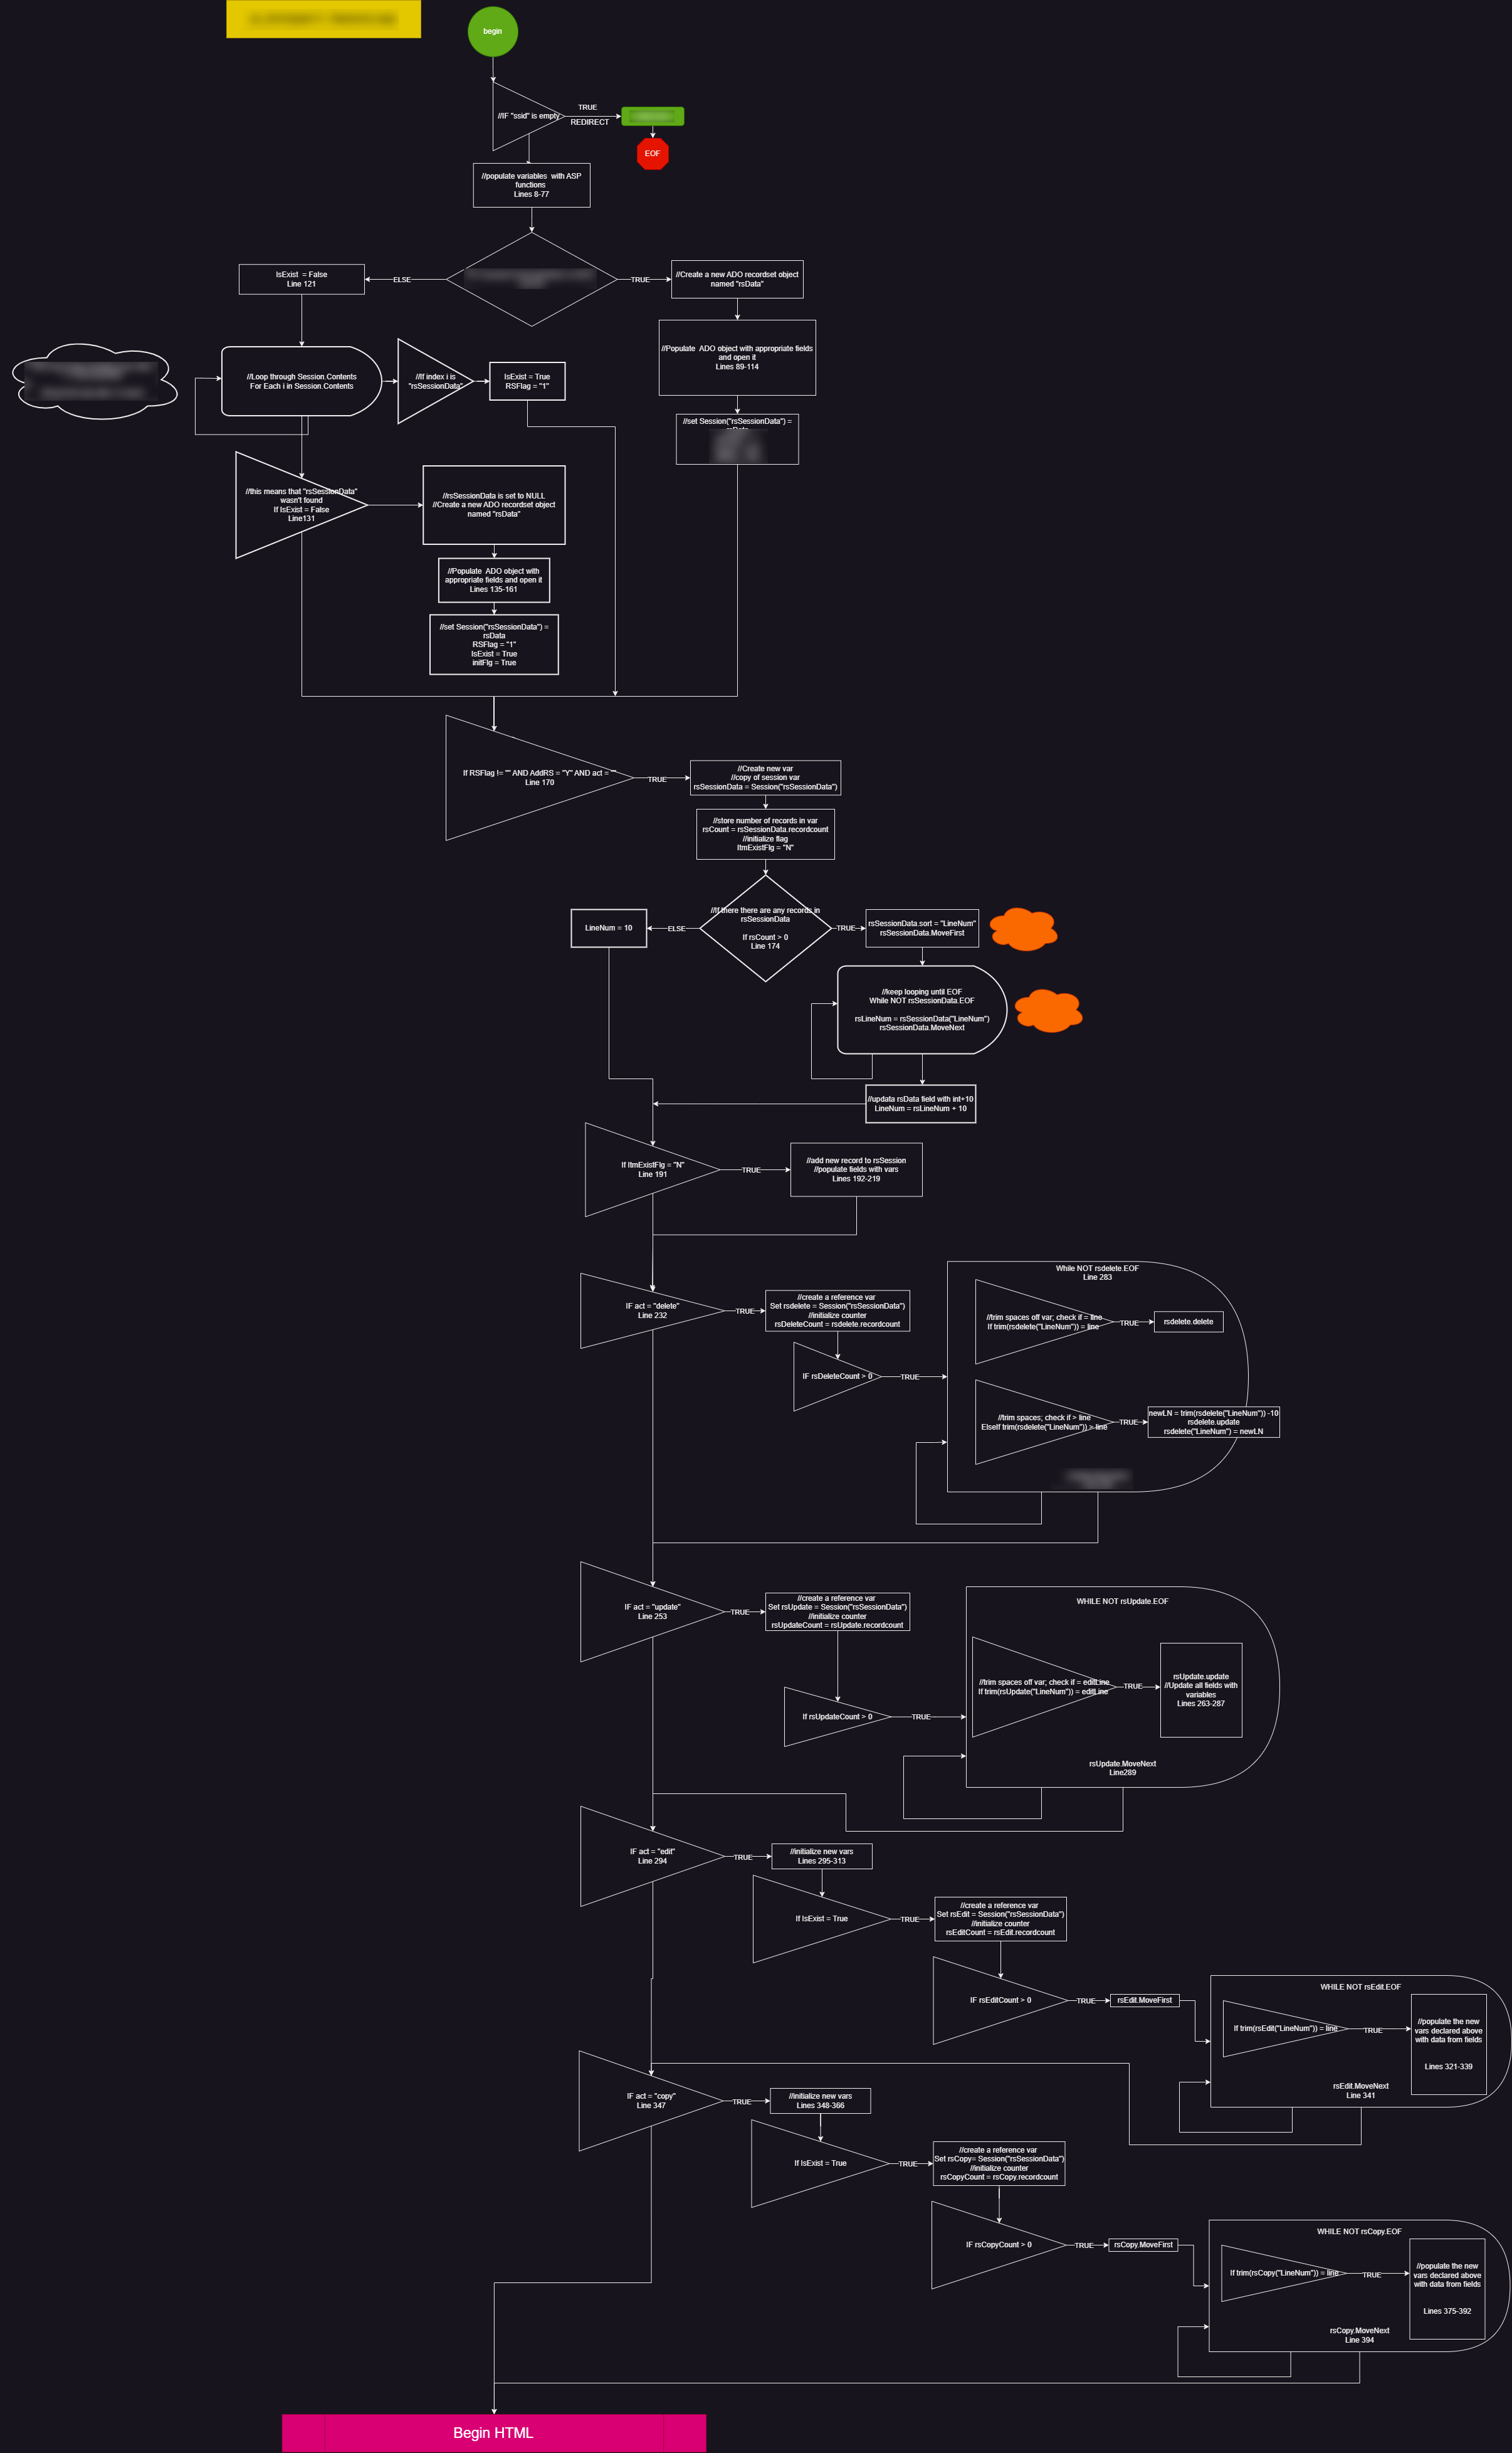 begin
//IF "ssid" is empty
TRUE
REDIRECT
EOF
//populate variables  with ASP
functions
Lines 8-77
IsExist  = False
Line 121
ELSE
TRUE
//Create a new ADO recordset object
named "rsData"
//Populate  ADO object with appropriate fields
and open it
Lines 89-114
//Loop through Session.Contents
For Each i in Session.Contents
//If index i is
"rsSessionData"
IsExist = True
RSFlag = "1"
//set Session("rsSessionData") =
//this means that "rsSessionData"
wasn't found
If IsExist = False
Line131
//rsSessionData is set to NULL
//Create a new ADO recordset object
named "rsData"
//Populate  ADO object with
appropriate fields and open it
Lines 135-161
//set Session("rsSessionData") =
rsData
RSFlag = "1"
IsExist = True
initFlg = True
If RSFlag != "" AND AddRS = "Y" AND act = ""
Line 170
TRUE
//Create new var
//copy of session var
rsSessionData = Session("rsSessionData")
//store number of records in var
rsCount = rsSessionData.recordcount
//initialize flag
ItmExistFlg = "N"
LineNum = 10
ELSE
//If there there are any records in
rsSessionData
If rsCount > 0
Line 174
TRUE
rsSessionData.sort = "LineNum"
rsSessionData.MoveFirst
//keep looping until EOF
While NOT rsSessionData.EOF
rsLineNum = rsSessionData("LineNum")
rsSessionData.MoveNext
//updata rsData field with int+10
LineNum = rsLineNum + 10
If ItmExistFlg = "N"
Line 191
TRUE
//add new record to rsSession
//populate fields with vars
Lines 192-219
IF act = "delete"
Line 232
TRUE
//create a reference var
Set rsdelete = Session("rsSessionData")
//initialize counter
rsDeleteCount = rsdelete.recordcount
IF rsDeleteCount > 0
TRUE
While NOT rsdelete.EOF
Line 283
//trim spaces off var; check if = line
If trim(rsdelete("LineNum")) = line
TRUE
rsdelete.delete
//trim spaces; check if > line
ElseIf trim(rsdelete("LineNum")) > line
TRUE
newLN = trim(rsdelete("LineNum")) -10
rsdelete.update
rsdelete("LineNum") = newLN
IF act = "update"
Line 253
TRUE
//create a reference var
Set rsUpdate = Session("rsSessionData")
//initialize counter
rsUpdateCount = rsUpdate.recordcount
If rsUpdateCount > 0
TRUE
WHILE NOT rsUpdate.EOF
//trim spaces off var; check if = editLine
If trim(rsUpdate("LineNum")) = editLine
TRUE
rsUpdate.update
//Update all fields with
variables
Lines 263-287
rsUpdate.MoveNext
Line289
IF act = "edit"
Line 294
TRUE
//initialize new vars
Lines 295-313
If IsExist = True
TRUE
//create a reference var
Set rsEdit = Session("rsSessionData")
//initialize counter
rsEditCount = rsEdit.recordcount
IF rsEditCount > 0
TRUE
rsEdit.MoveFirst
WHILE NOT rsEdit.EOF
If trim(rsEdit("LineNum")) = line
TRUE
//populate the new
vars declared above
with data from fields
Lines 321-339
rsEdit.MoveNext
Line 341
IF act = "copy"
Line 347
TRUE
//initialize new vars
Lines 348-366
If IsExist = True
TRUE
//create a reference var
Set rsCopy= Session("rsSessionData")
//initialize counter
rsCopyCount = rsCopy.recordcount
IF rsCopyCount > 0
TRUE
rsCopy.MoveFirst
WHILE NOT rsCopy.EOF
If trim(rsCopy("LineNum")) = line
TRUE
//populate the new
vars declared above
with data from fields
Lines 375-392
rsCopy.MoveNext
Line 394
Begin HTML